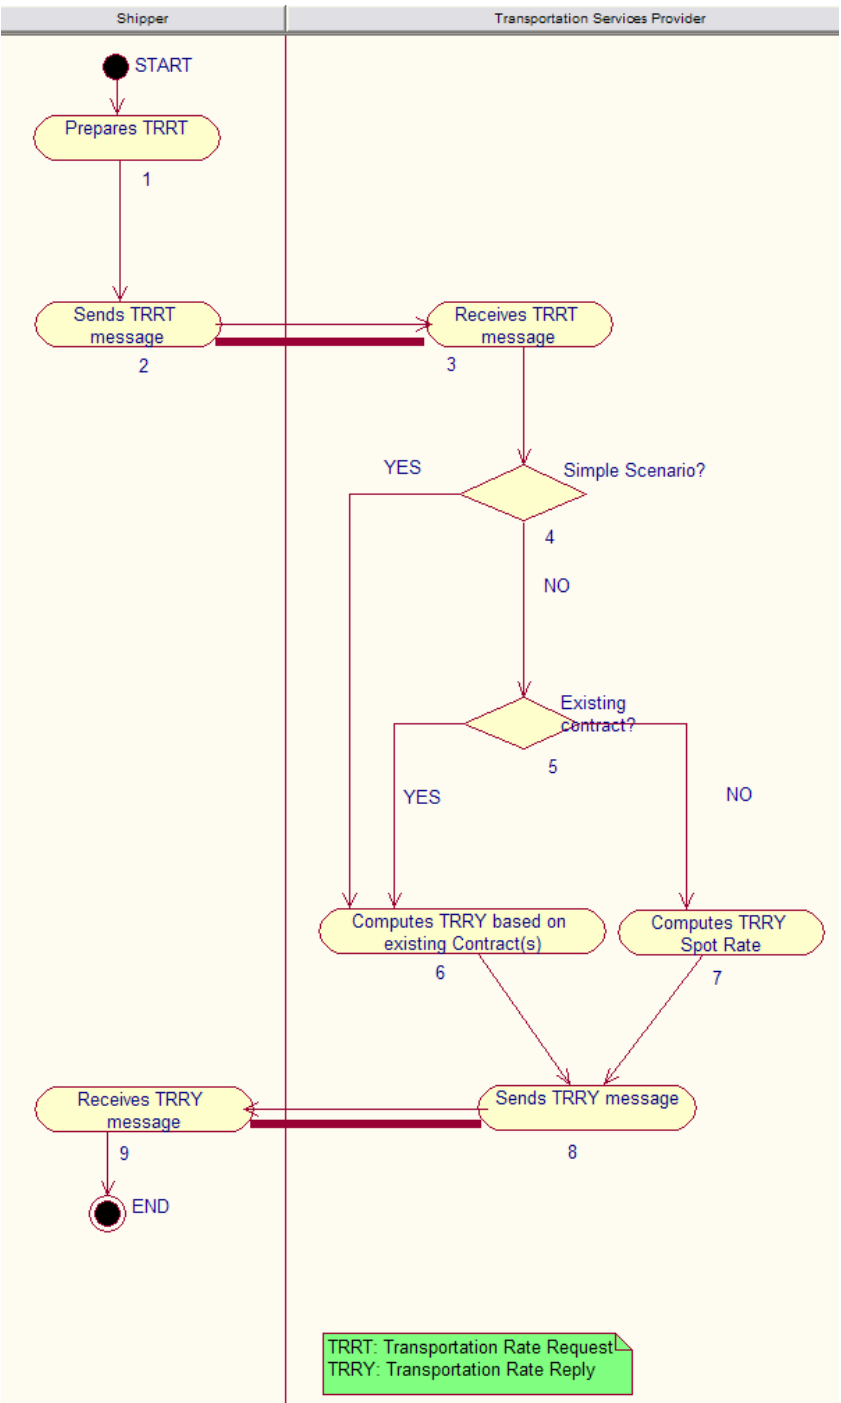 Shipper
Transportation Services Provider
START
Prepares TRRT
1
Sends TRRT
message
2
Receives TRRT
message
3
YES
Simple Scenario?
4
NO
Existing
contract?
5
YES
NO
Computes TRRY based on
existing Contract(s)
6
Computes TRRY
Spot Rate
7
Receives TRRY
message
9
Sends TRRY message
8
END
TRRT: Transportation Rate Request
TRRY: Transportation Rate Reply